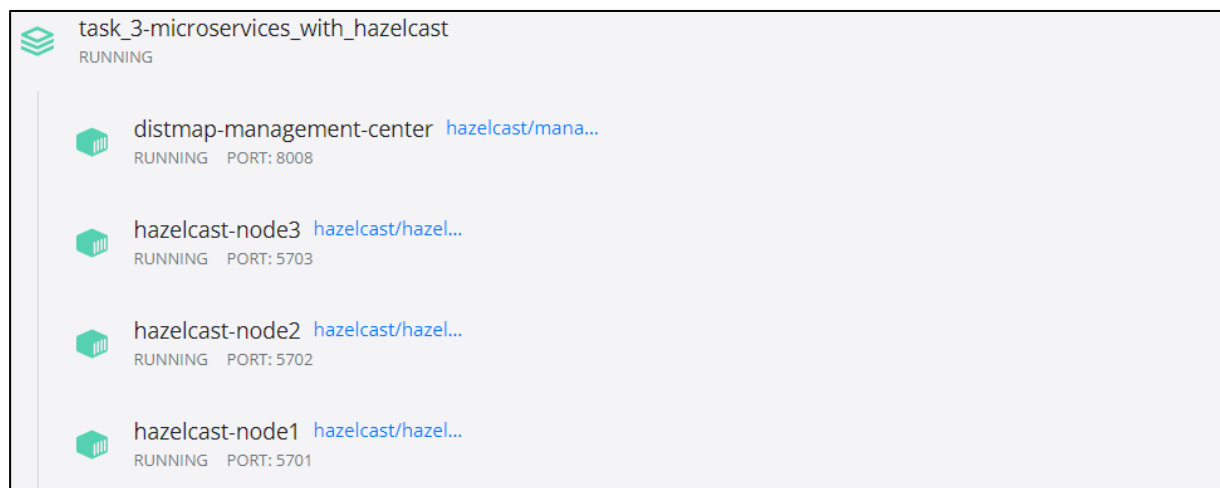 task_3-microservices_with_hazelcast
RUNNING
distmap-management-center hazelcast/mana...
RUNNING PORT: 8008
hazelcast-node3 hazelcast/hazel...
RUNNING PORT: 5703
hazelcast-node2 hazelcast/hazel...
RUNNING PORT: 5702
hazelcast-node1 hazelcast/hazel...
RUNNING PORT: 5701